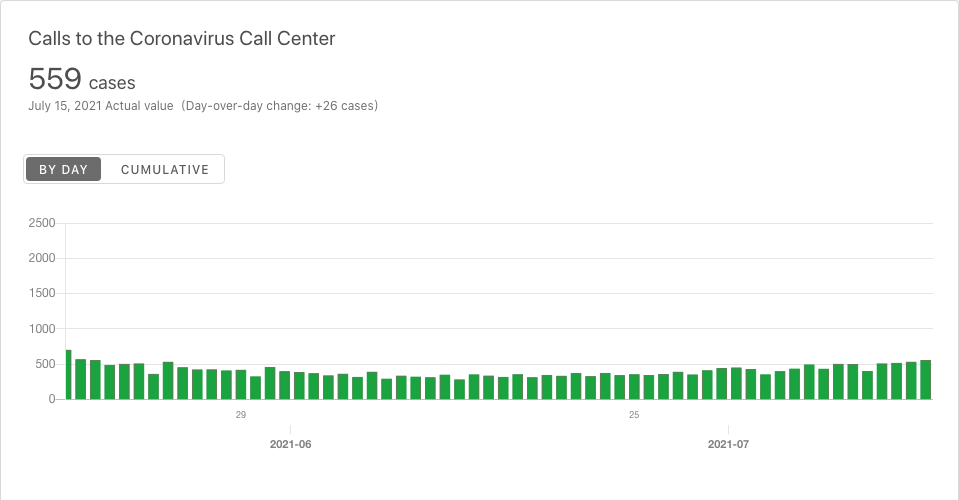 Calls to the Coronavirus Call Center
559 cases
July 15, 2021 Actual value (Day-over-day change: +26 cases)
BY DAY CUMULATIVE
2500
2000
1500
1000
500
0
29 25
2021-06 2021-07